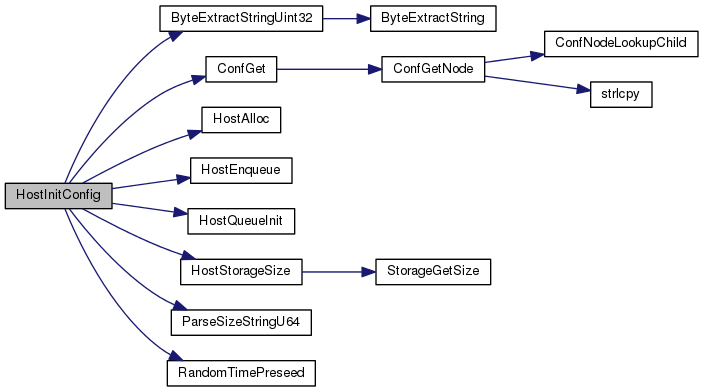 ByteExtractStringUint32
ByteExtractString
ConfNodeLookupChild
ConfGet
ConfGetNode
strlcpy
HostAlloc
HostEnqueue
HostInitConfig
HostQueueInit
HostStorageSize
StorageGetSize
ParseSizeStringU64
RandomTimePreseed